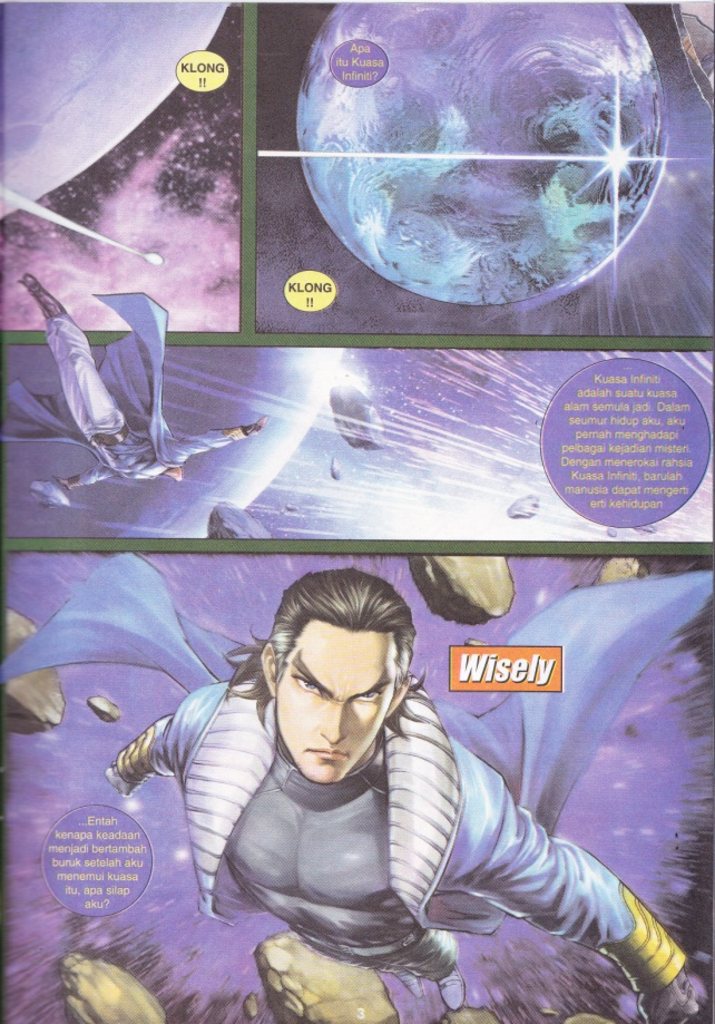 KLONG
!!
Apa
itu Kuasa
Infiniti?
KLONG
!!
Kuasa Infiniti
adalah suatu kuasa
alam semula jadi. Dalam
seumur hidup aku, aku
pernah menghadapi
pelbagai kejadian misteri.
Dengan menerokai rahsia
Kuasa Infiniti, barulah
manusia dapat mengerti
erti kehidupan
Wisely
...Entah
kenapa keadaan
menjadi bertambah
buruk setelah aku
menemui kuasa
itu, apa silap
aku?
3